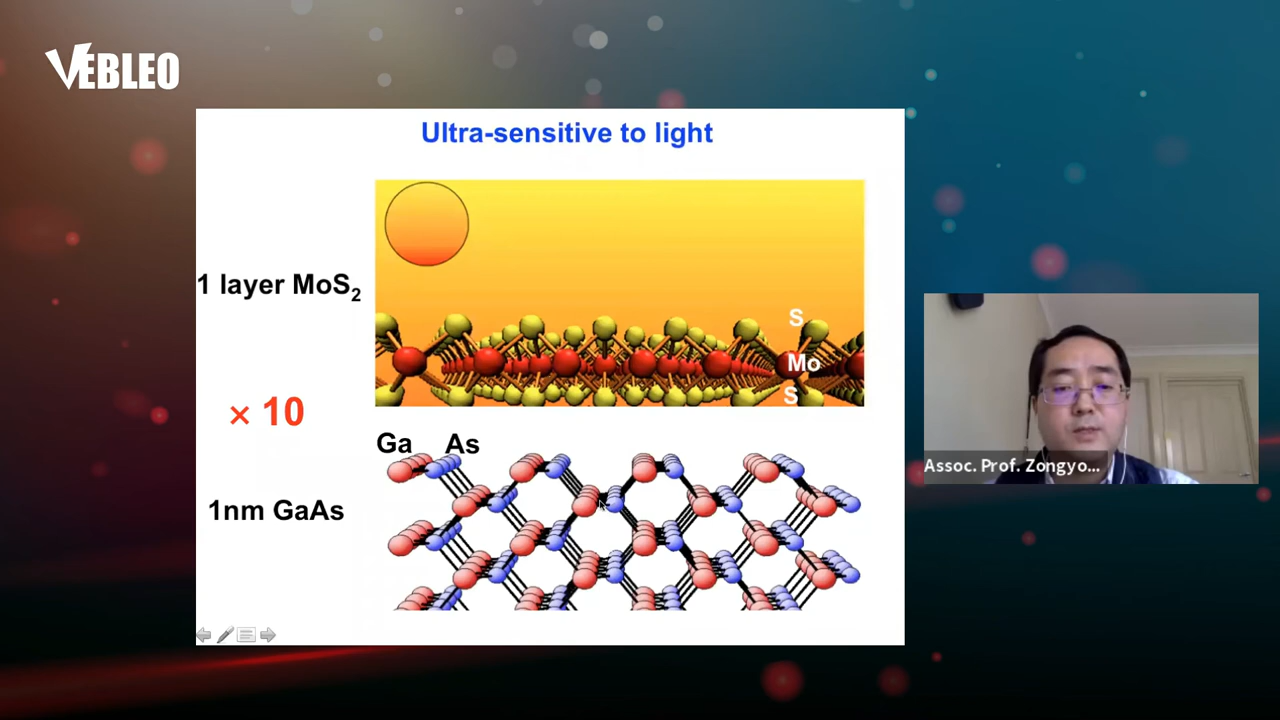 VEBLEO
Ultra-sensitive to light
1 layer MoS₂
S
Mo
S
× 10
Ga As
1nm GaAs
Assoc. Prof. Zongyo...